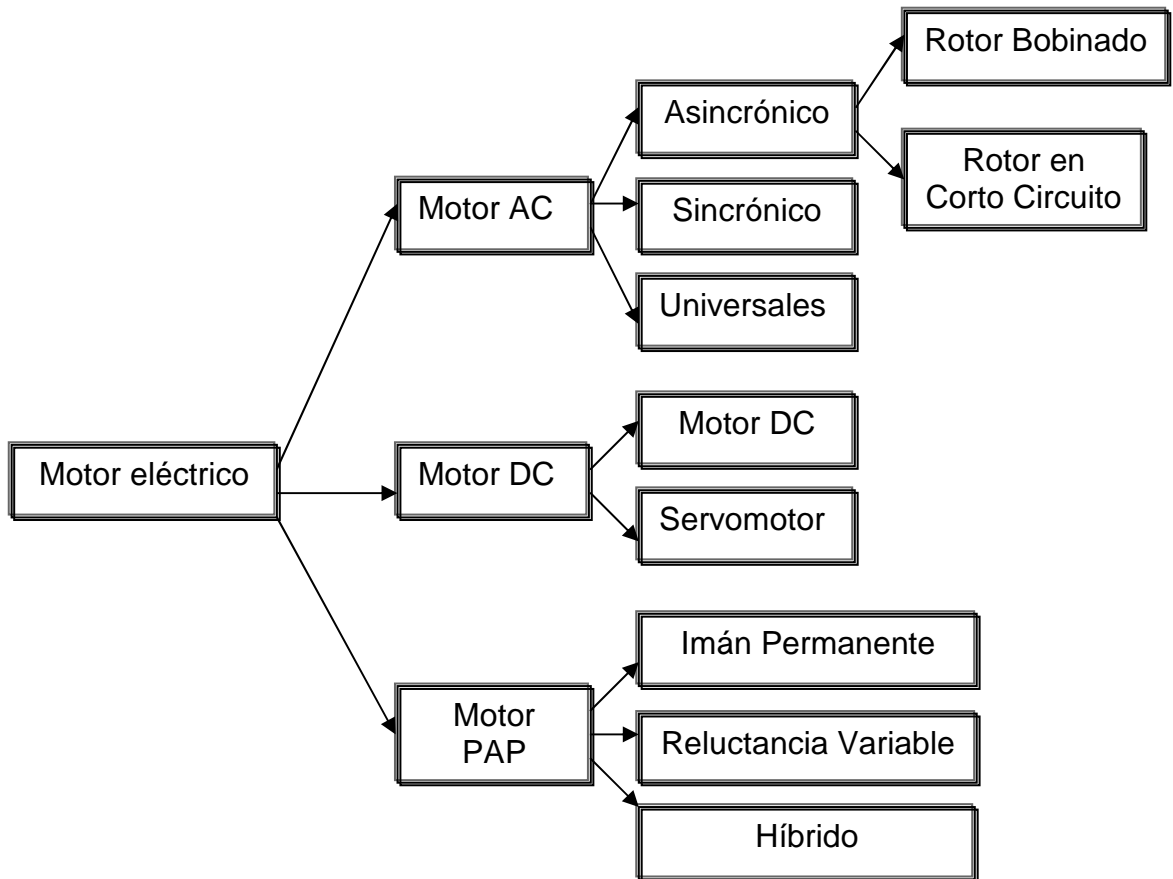 Rotor Bobinado
Asincrónico
Rotor en
Corto Circuito
Motor AC
Sincrónico
Universales
Motor DC
Motor eléctrico
Motor DC
Servomotor
Imán Permanente
Motor
PAP
Reluctancia Variable
Híbrido